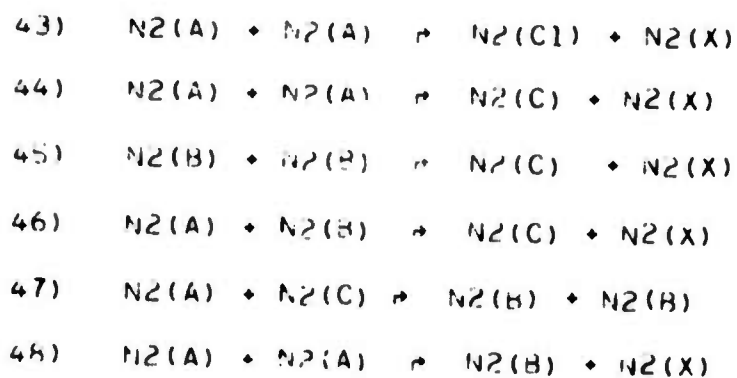 43) N2(A) + N2(A) → N2(C1) + N2(X)
44) N2(A) + N2(A) → N2(C) + N2(X)
45) N2(B) + N2(B) → N2(C) + N2(X)
46) N2(A) + N2(B) → N2(C) + N2(X)
47) N2(A) + N2(C) → N2(B) + N2(B)
48) N2(A) + N2(A) → N2(B) + N2(X)